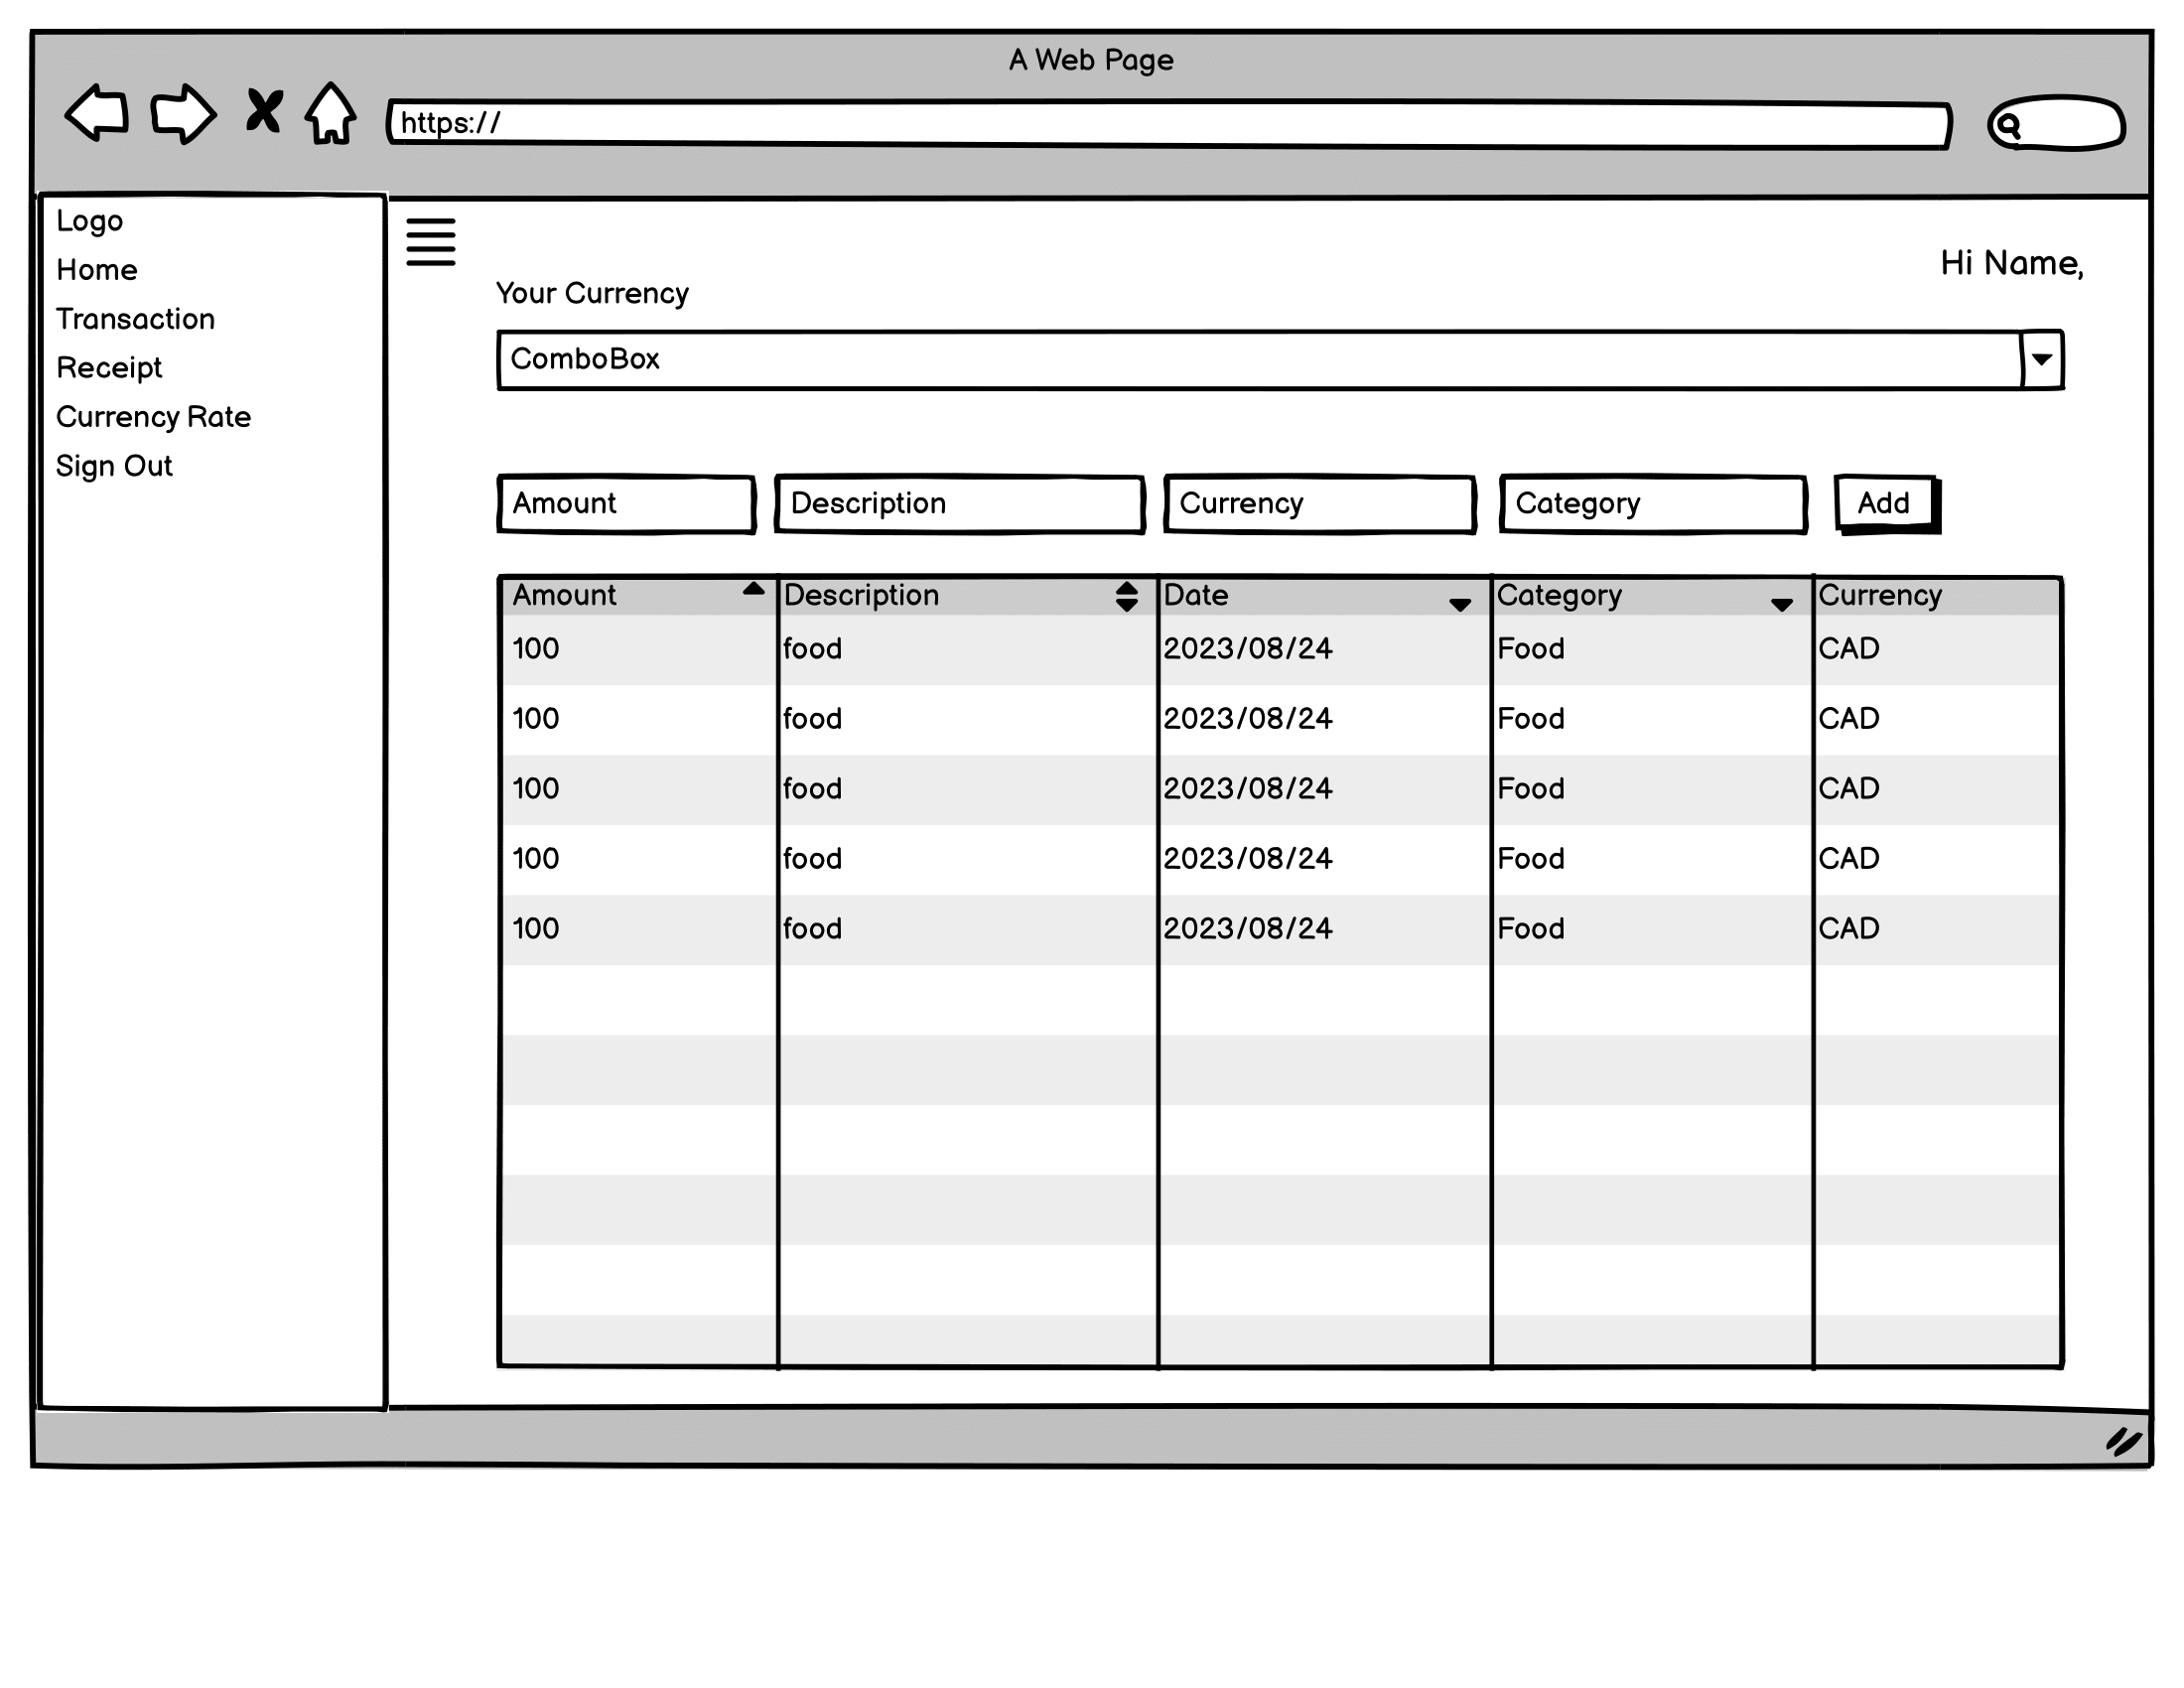 A Web Page
https://
Logo
Home
Transaction
Receipt
Currency Rate
Sign Out
Hi Name,
Your Currency
ComboBox
Amount Description Currency Category Add
Amount Description Date Category Currency
100 food 2023/08/24 Food CAD
100 food 2023/08/24 Food CAD
100 food 2023/08/24 Food CAD
100 food 2023/08/24 Food CAD
100 food 2023/08/24 Food CAD